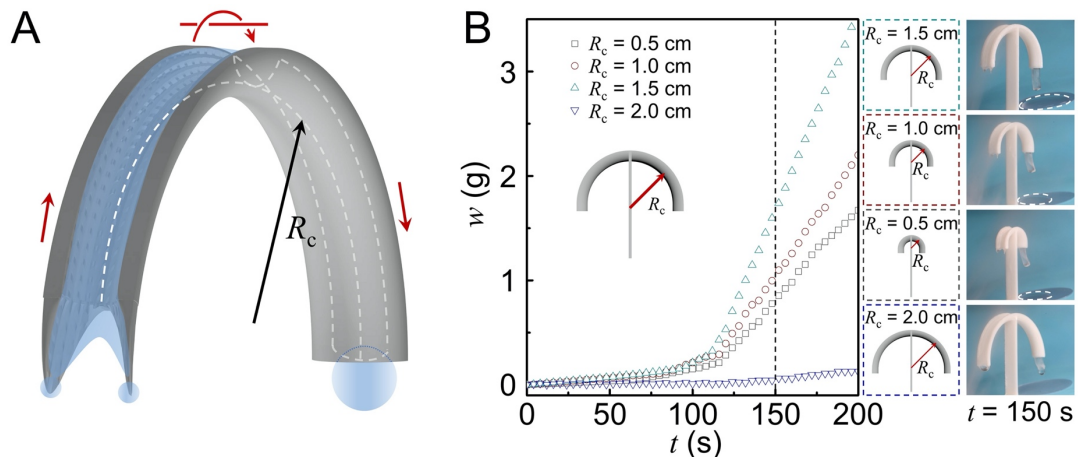 A
R_c
B
w (g)
3
2
1
0
0
50
100
150
200
t (s)
R_c = 0.5 cm
R_c = 1.0 cm
R_c = 1.5 cm
R_c = 2.0 cm
R_c
R_c = 1.5 cm
R_c
R_c = 1.0 cm
R_c
R_c = 0.5 cm
R_c
R_c = 2.0 cm
R_c
t = 150 s